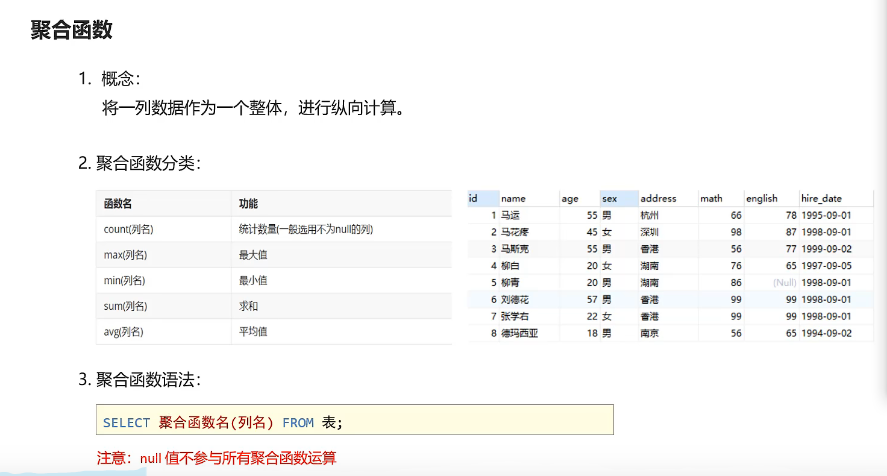 聚合函数
1. 概念：
将一列数据作为一个整体，进行纵向计算。
2. 聚合函数分类：
函数名 功能
count(列名) 统计数量(一般选用不为null的列)
max(列名) 最大值
min(列名) 最小值
sum(列名) 求和
avg(列名) 平均值
id name age sex address math english hire_date
1 马运 55 男 杭州 66 78 1995-09-01
2 马花疼 45 女 深圳 98 87 1998-09-01
3 马斯克 55 男 香港 56 77 1999-09-02
4 柳白 20 女 湖南 76 65 1997-09-05
5 柳青 20 男 湖南 86 (Null) 1998-09-01
6 刘德花 57 男 香港 99 99 1998-09-01
7 张学右 22 女 香港 99 99 1998-09-01
8 德玛西亚 18 男 南京 56 65 1994-09-02
3. 聚合函数语法：
SELECT 聚合函数名(列名) FROM 表;
注意：null 值不参与所有聚合函数运算